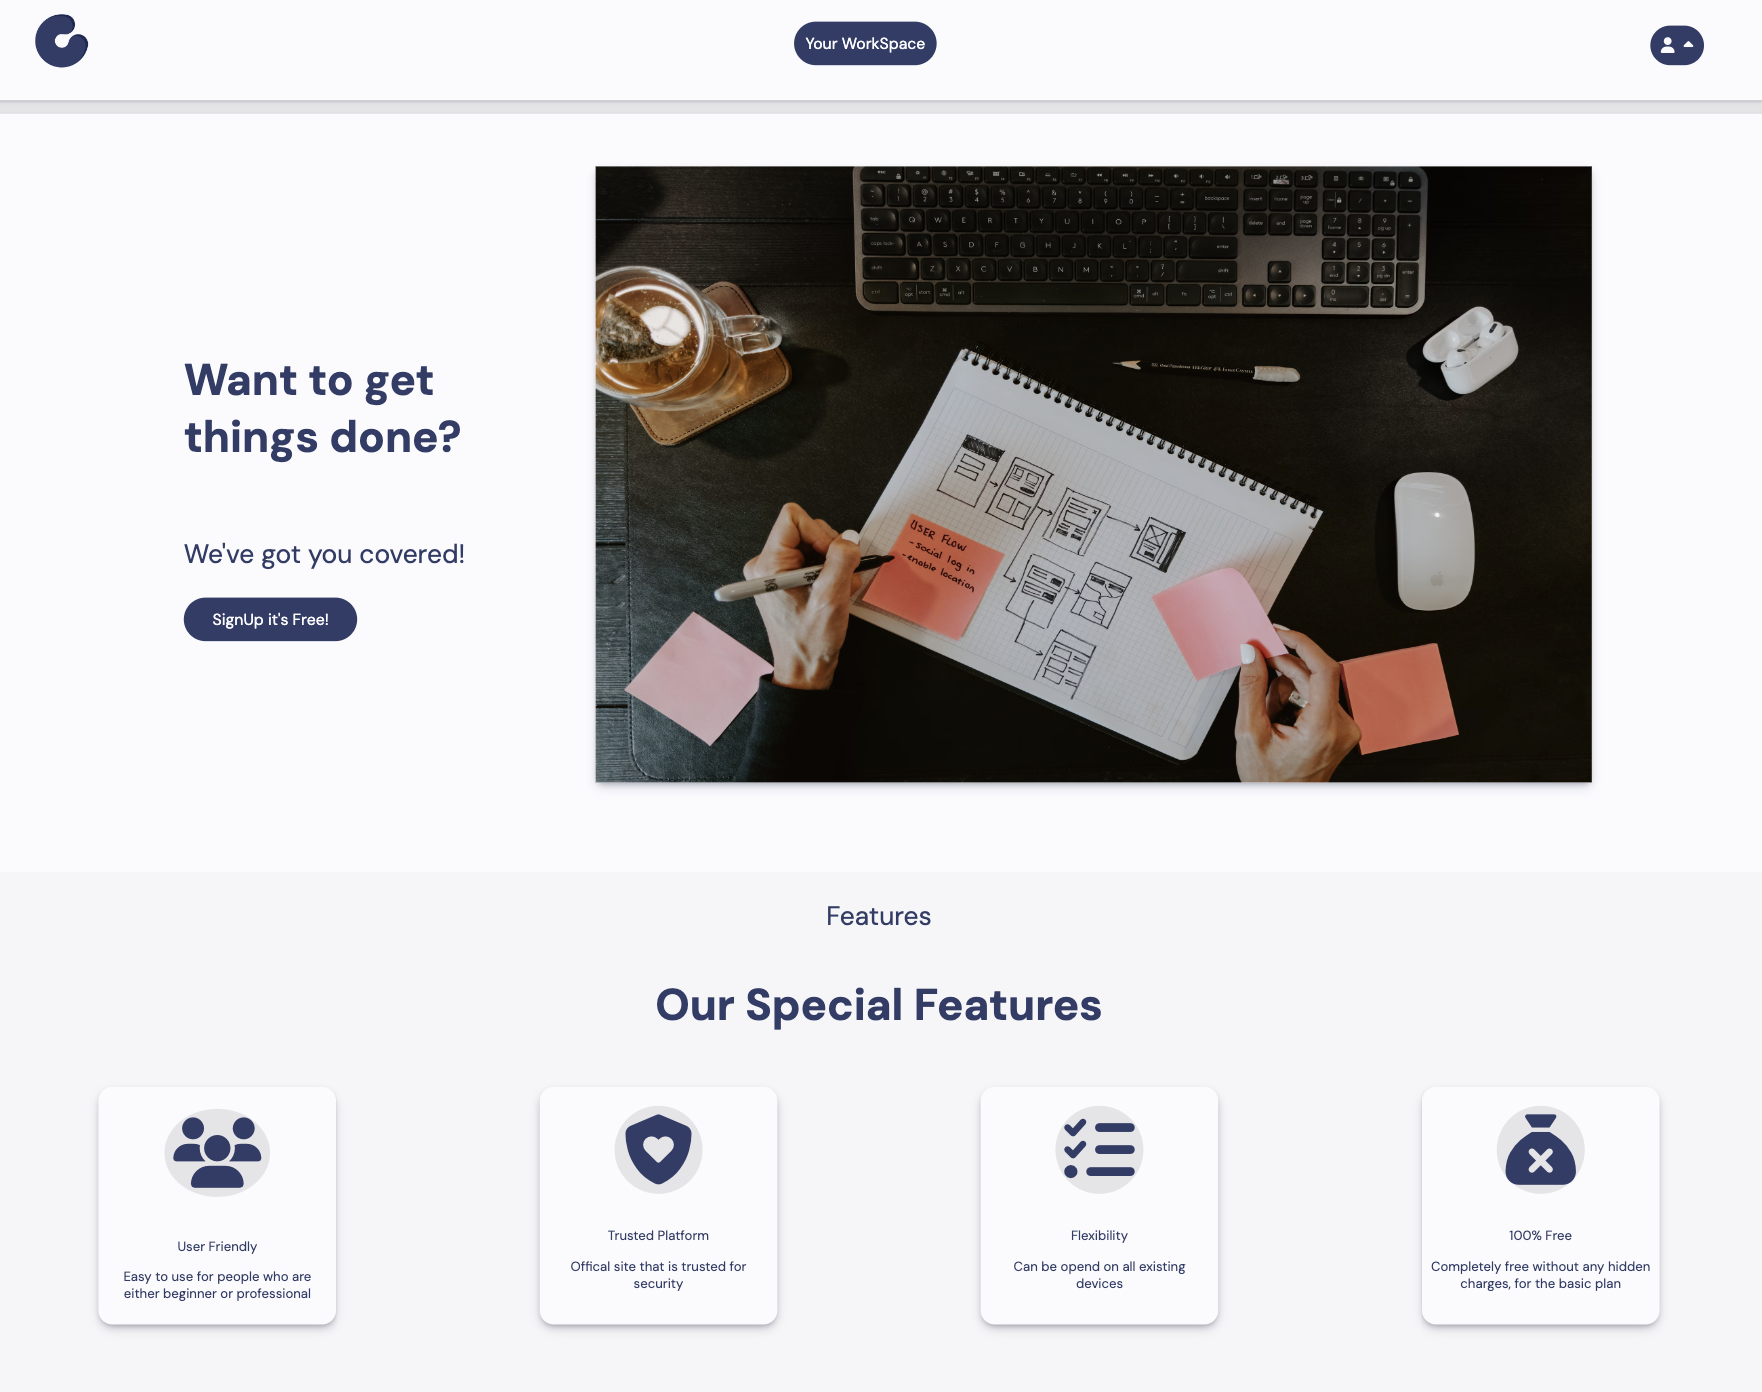 Your WorkSpace
Want to get
things done?
We've got you covered!
SignUp it's Free!
USER FLOW
- social log in
- enable location
Features
Our Special Features
User Friendly
Easy to use for people who are
either beginner or professional
Trusted Platform
Offical site that is trusted for
security
Flexibility
Can be opend on all existing
devices
100% Free
Completely free without any hidden
charges, for the basic plan